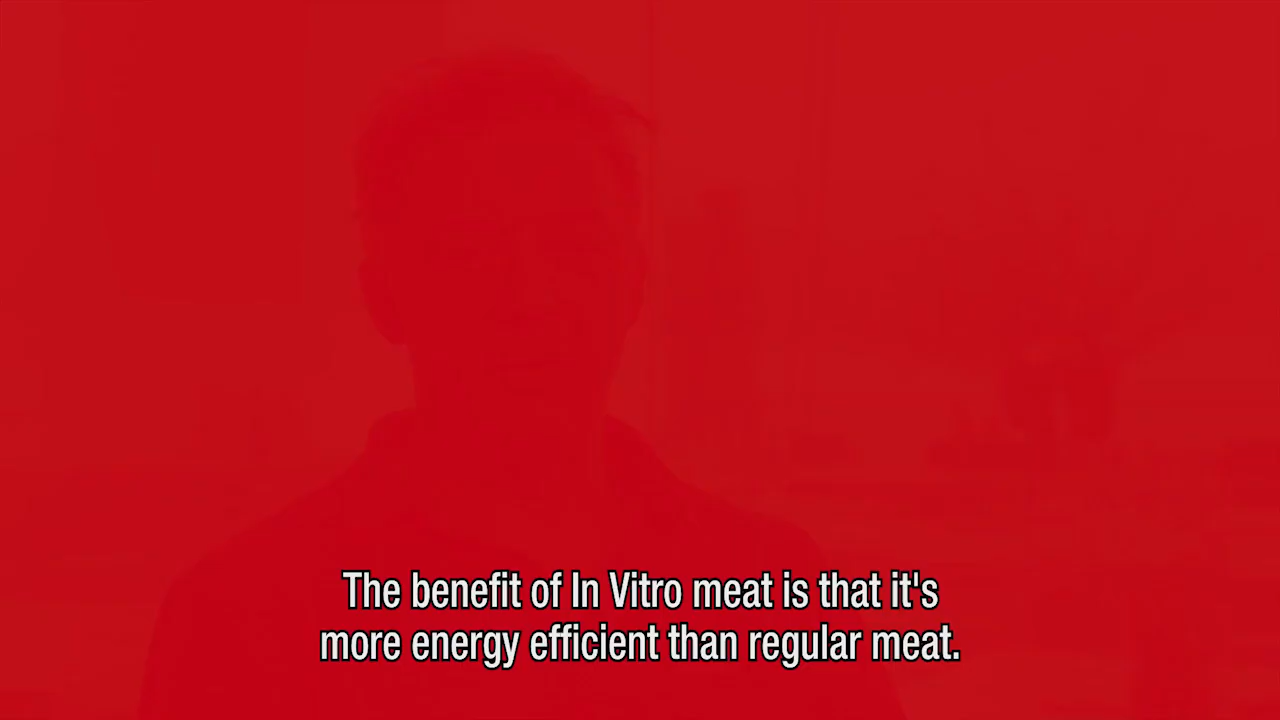 The benefit of In Vitro meat is that it's
more energy efficient than regular meat.